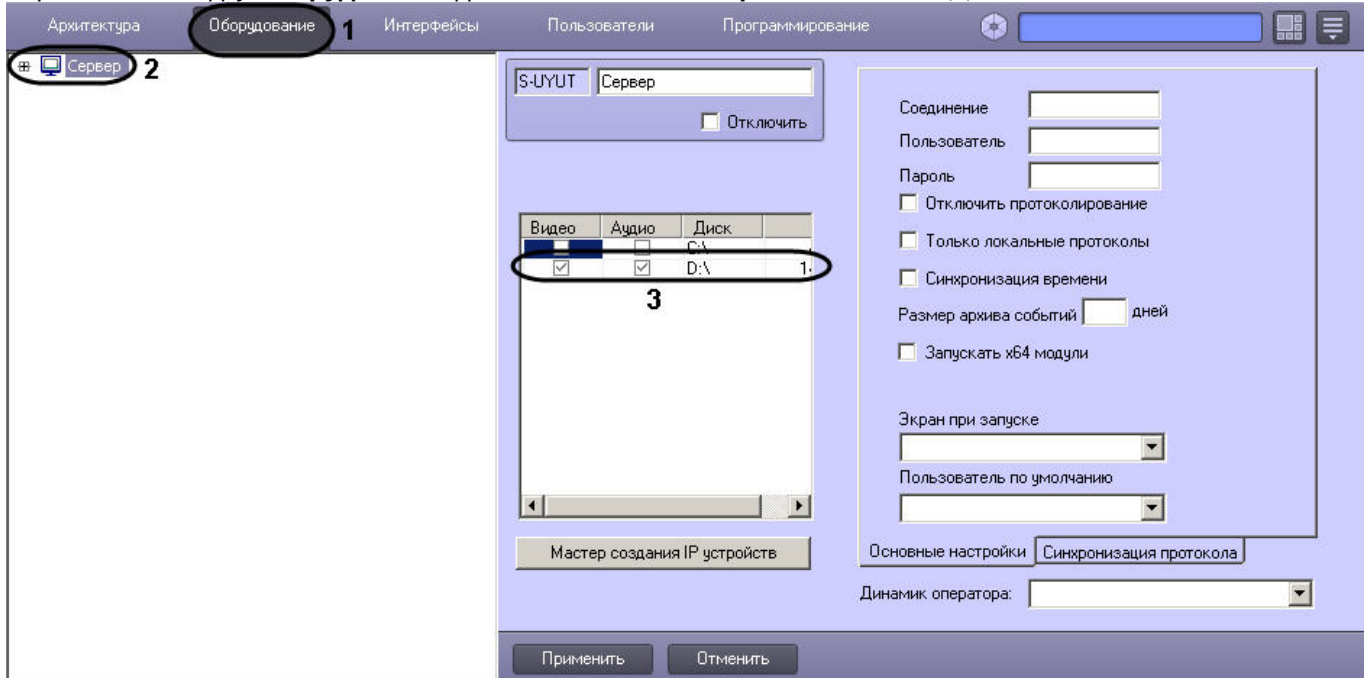 Архитектура Оборудование 1 Интерфейсы Пользователи Программирование
Сервер 2
S-UYUT Сервер
Отключить
Видео Аудио Диск
C:\
D:\ 1
3
Мастер создания IP устройств
Соединение
Пользователь
Пароль
Отключить протоколирование
Только локальные протоколы
Синхронизация времени
Размер архива событий дней
Запускать x64 модули
Экран при запуске
Пользователь по умолчанию
Основные настройки Синхронизация протокола
Динамик оператора:
Применить Отменить